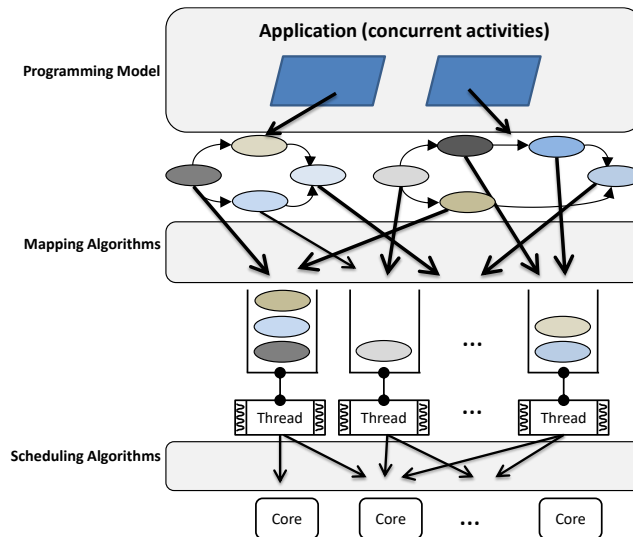 Application (concurrent activities)
Programming Model
Mapping Algorithms
...
Thread
Thread
...
Thread
Scheduling Algorithms
Core
Core
...
Core